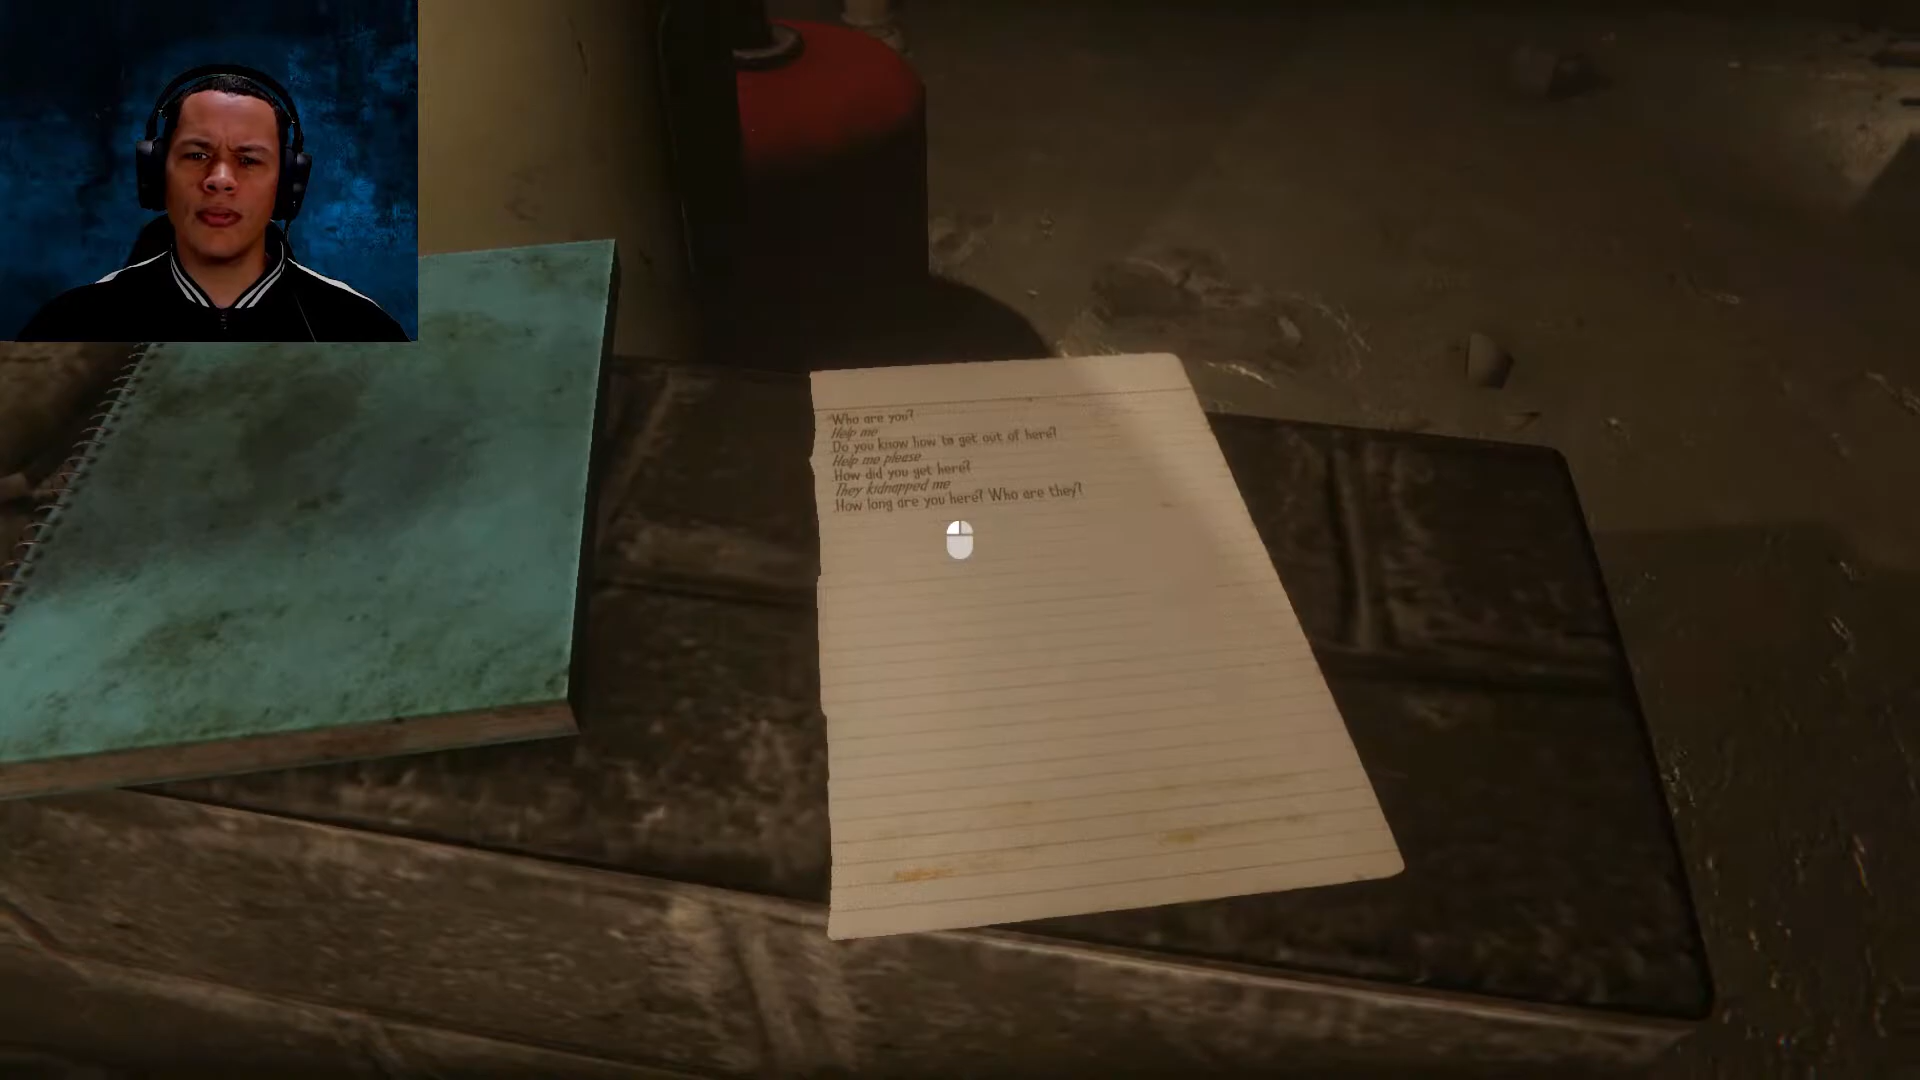 Who are you?
Help me
Do you know how to get out of here?
Help me please
How did you get here?
They kidnapped me
How long are you here? Who are they?